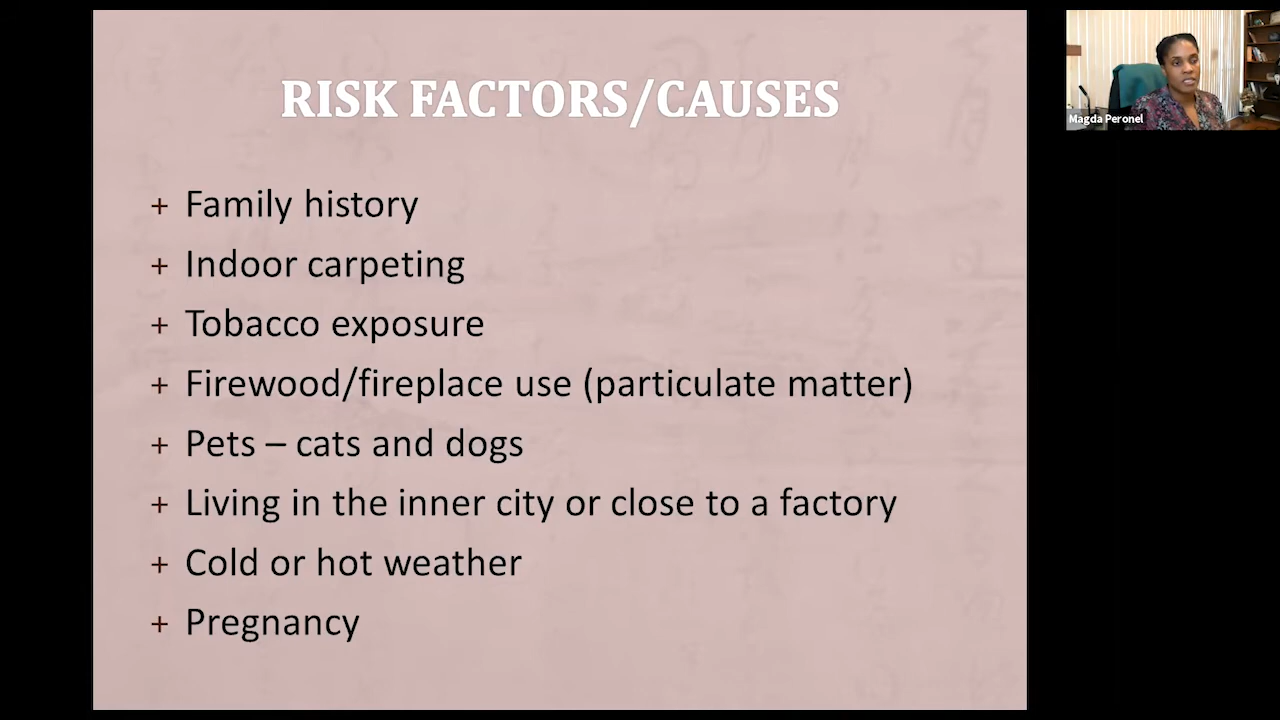 RISK FACTORS/CAUSES
+ Family history
+ Indoor carpeting
+ Tobacco exposure
+ Firewood/fireplace use (particulate matter)
+ Pets – cats and dogs
+ Living in the inner city or close to a factory
+ Cold or hot weather
+ Pregnancy
Magda Peronel